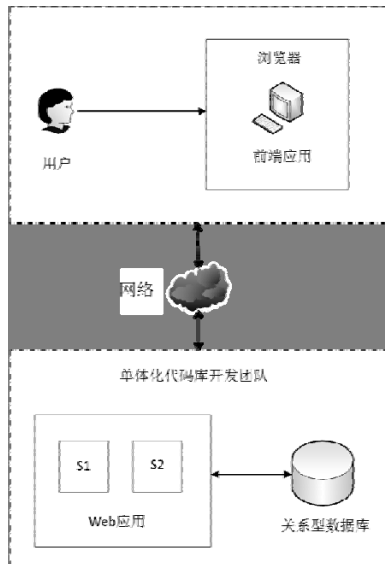 浏览器
用户
前端应用
网络
单体化代码库开发团队
S1
S2
Web应用
关系型数据库